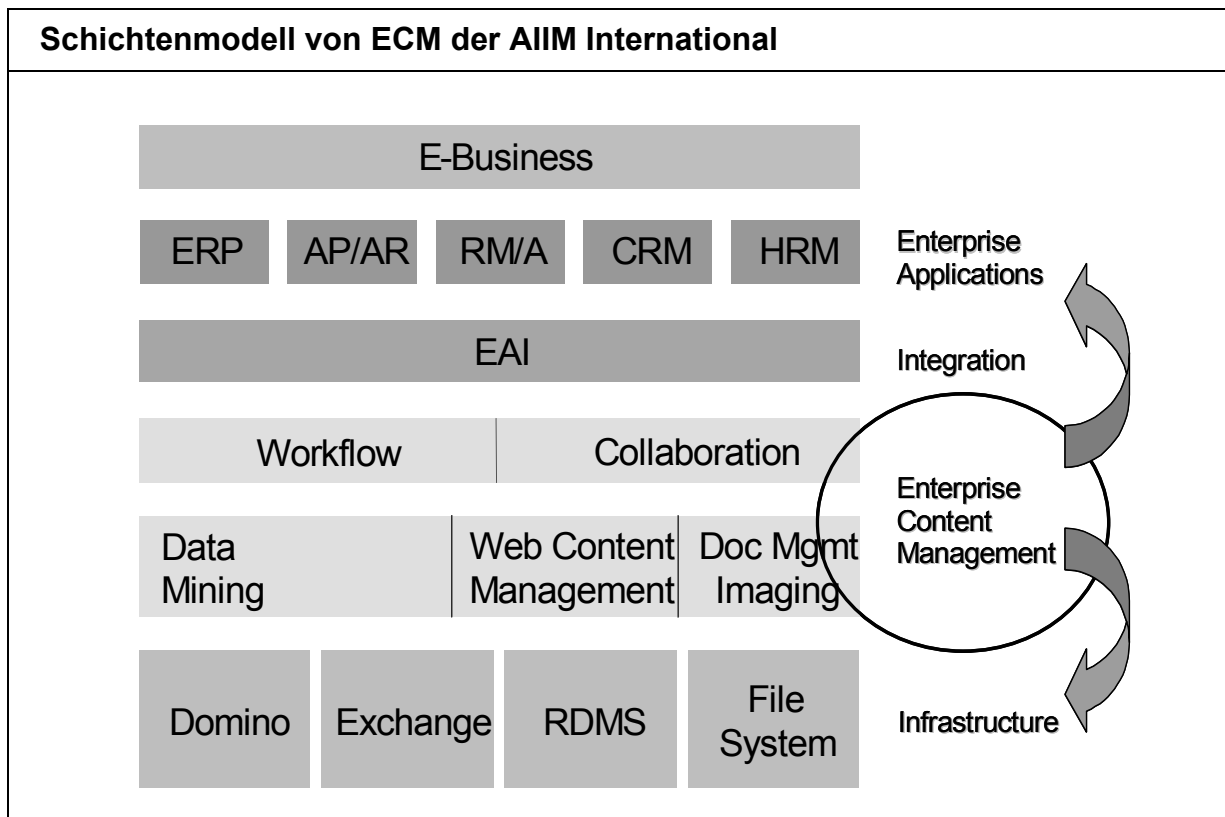 Schichtenmodell von ECM der AIIM International
E-Business
ERP
AP/AR
RM/A
CRM
HRM
Enterprise
Applications
EAI
Integration
Workflow
Collaboration
Enterprise
Content
Management
Data
Mining
Web Content
Management
Doc Mgmt
Imaging
Domino
Exchange
RDMS
File
System
Infrastructure